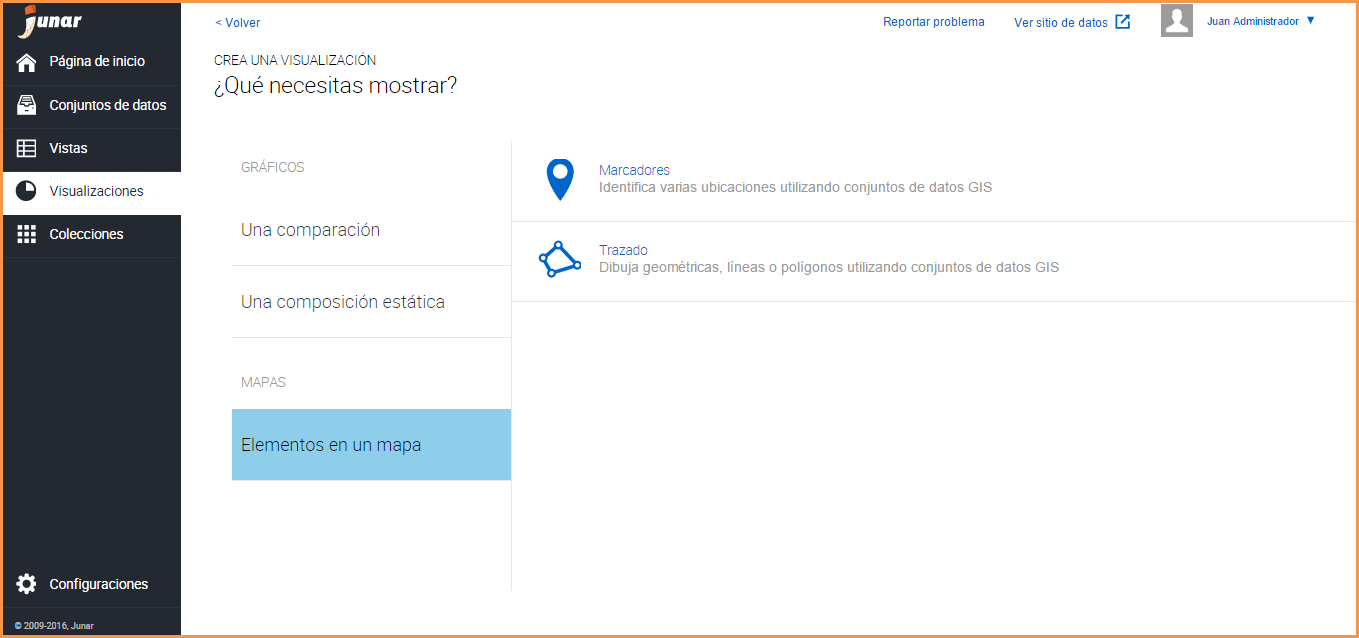 junar
Página de inicio
Conjuntos de datos
Vistas
Visualizaciones
Colecciones
Configuraciones
© 2009-2016, Junar
< Volver
Reportar problema
Ver sitio de datos
Juan Administrador ▼
CREA UNA VISUALIZACIÓN
¿Qué necesitas mostrar?
GRÁFICOS
Una comparación
Una composición estática
MAPAS
Elementos en un mapa
Marcadores
Identifica varias ubicaciones utilizando conjuntos de datos GIS
Trazado
Dibuja geométricas, líneas o polígonos utilizando conjuntos de datos GIS